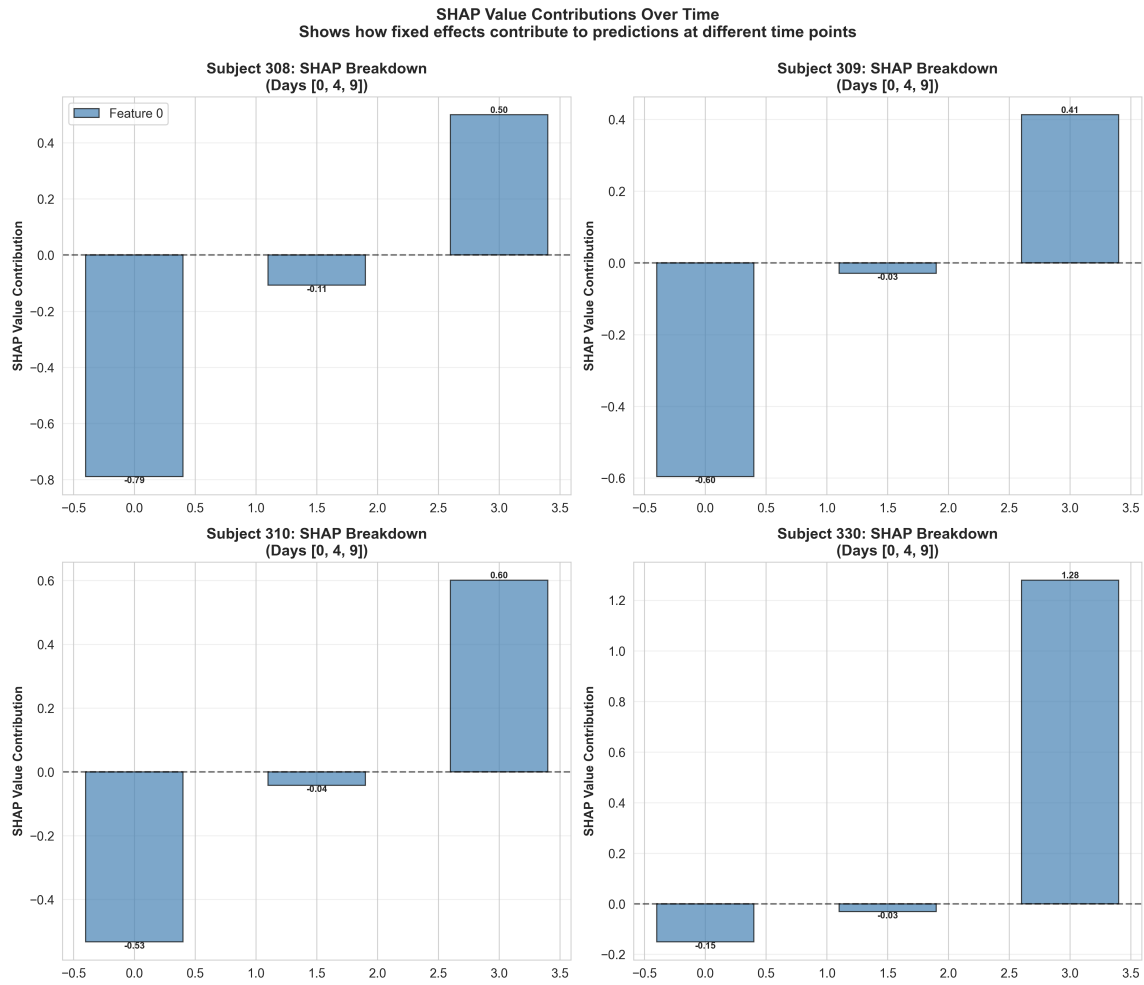 SHAP Value Contributions Over Time
Shows how fixed effects contribute to predictions at different time points
Subject 308: SHAP Breakdown
(Days [0, 4, 9])
Feature 0
0.50
-0.11
-0.79
SHAP Value Contribution
0.4
0.2
0.0
−0.2
−0.4
−0.6
−0.8
−0.5 0.0 0.5 1.0 1.5 2.0 2.5 3.0 3.5
Subject 309: SHAP Breakdown
(Days [0, 4, 9])
0.41
-0.03
-0.60
SHAP Value Contribution
0.4
0.2
0.0
−0.2
−0.4
−0.6
−0.5 0.0 0.5 1.0 1.5 2.0 2.5 3.0 3.5
Subject 310: SHAP Breakdown
(Days [0, 4, 9])
0.60
-0.04
-0.53
SHAP Value Contribution
0.6
0.4
0.2
0.0
−0.2
−0.4
−0.5 0.0 0.5 1.0 1.5 2.0 2.5 3.0 3.5
Subject 330: SHAP Breakdown
(Days [0, 4, 9])
1.28
-0.03
-0.15
SHAP Value Contribution
1.2
1.0
0.8
0.6
0.4
0.2
0.0
−0.2
−0.5 0.0 0.5 1.0 1.5 2.0 2.5 3.0 3.5